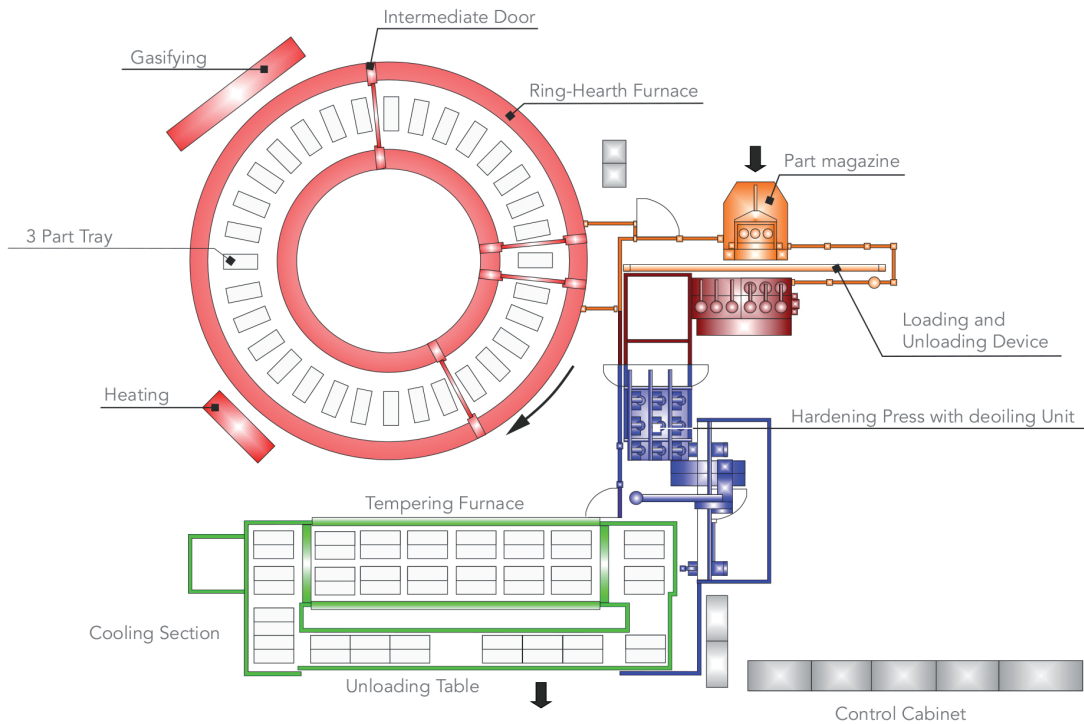 Intermediate Door
Gasifying
Ring-Hearth Furnace
Part magazine
3 Part Tray
Loading and
Unloading Device
Heating
Hardening Press with deoiling Unit
Tempering Furnace
Cooling Section
Unloading Table
Control Cabinet